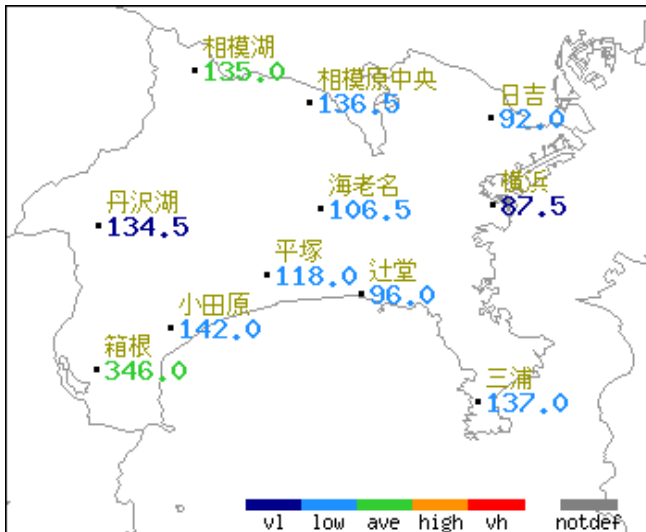 相模湖
135.0
相模原中央
136.5
日吉
92.0
丹沢湖
134.5
海老名
106.5
横浜
87.5
平塚
118.0
辻堂
96.0
小田原
142.0
箱根
346.0
三浦
137.0
vl low ave high vh notdef